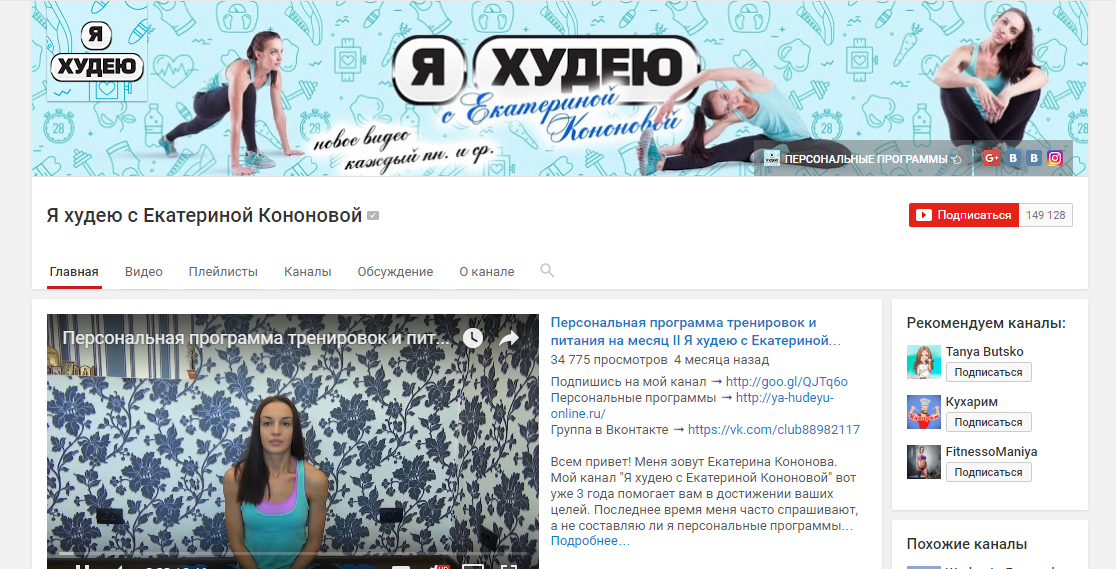 Я
ХУДЕЮ
Я ХУДЕЮ
с Екатериной
Кононовой
новое видео
каждый пн. и ср.
28
28
Я
ХУДЕЮ
ПЕРСОНАЛЬНЫЕ ПРОГРАММЫ
G+ B B
Я худею с Екатериной Кононовой
Подписаться 149 128
Главная Видео Плейлисты Каналы Обсуждение О канале
Персональная программа тренировок и пит...
Персональная программа тренировок и
питания на месяц II Я худею с Екатериной...
34 775 просмотров 4 месяца назад
Подпишись на мой канал → http://goo.gl/QJTq6o
Персональные программы → http://ya-hudeyu-
online.ru/
Группа в Вконтакте → https://vk.com/club88982117
Всем привет! Меня зовут Екатерина Кононова.
Мой канал "Я худею с Екатериной Кононовой" вот
уже 3 года помогает вам в достижении ваших
целей. Последнее время меня часто спрашивают,
а не составляю ли я персональные программы...
Подробнее...
Рекомендуем каналы:
Tanya Butsko
Подписаться
Кухарим
Подписаться
FitnessoManiya
Подписаться
Похожие каналы